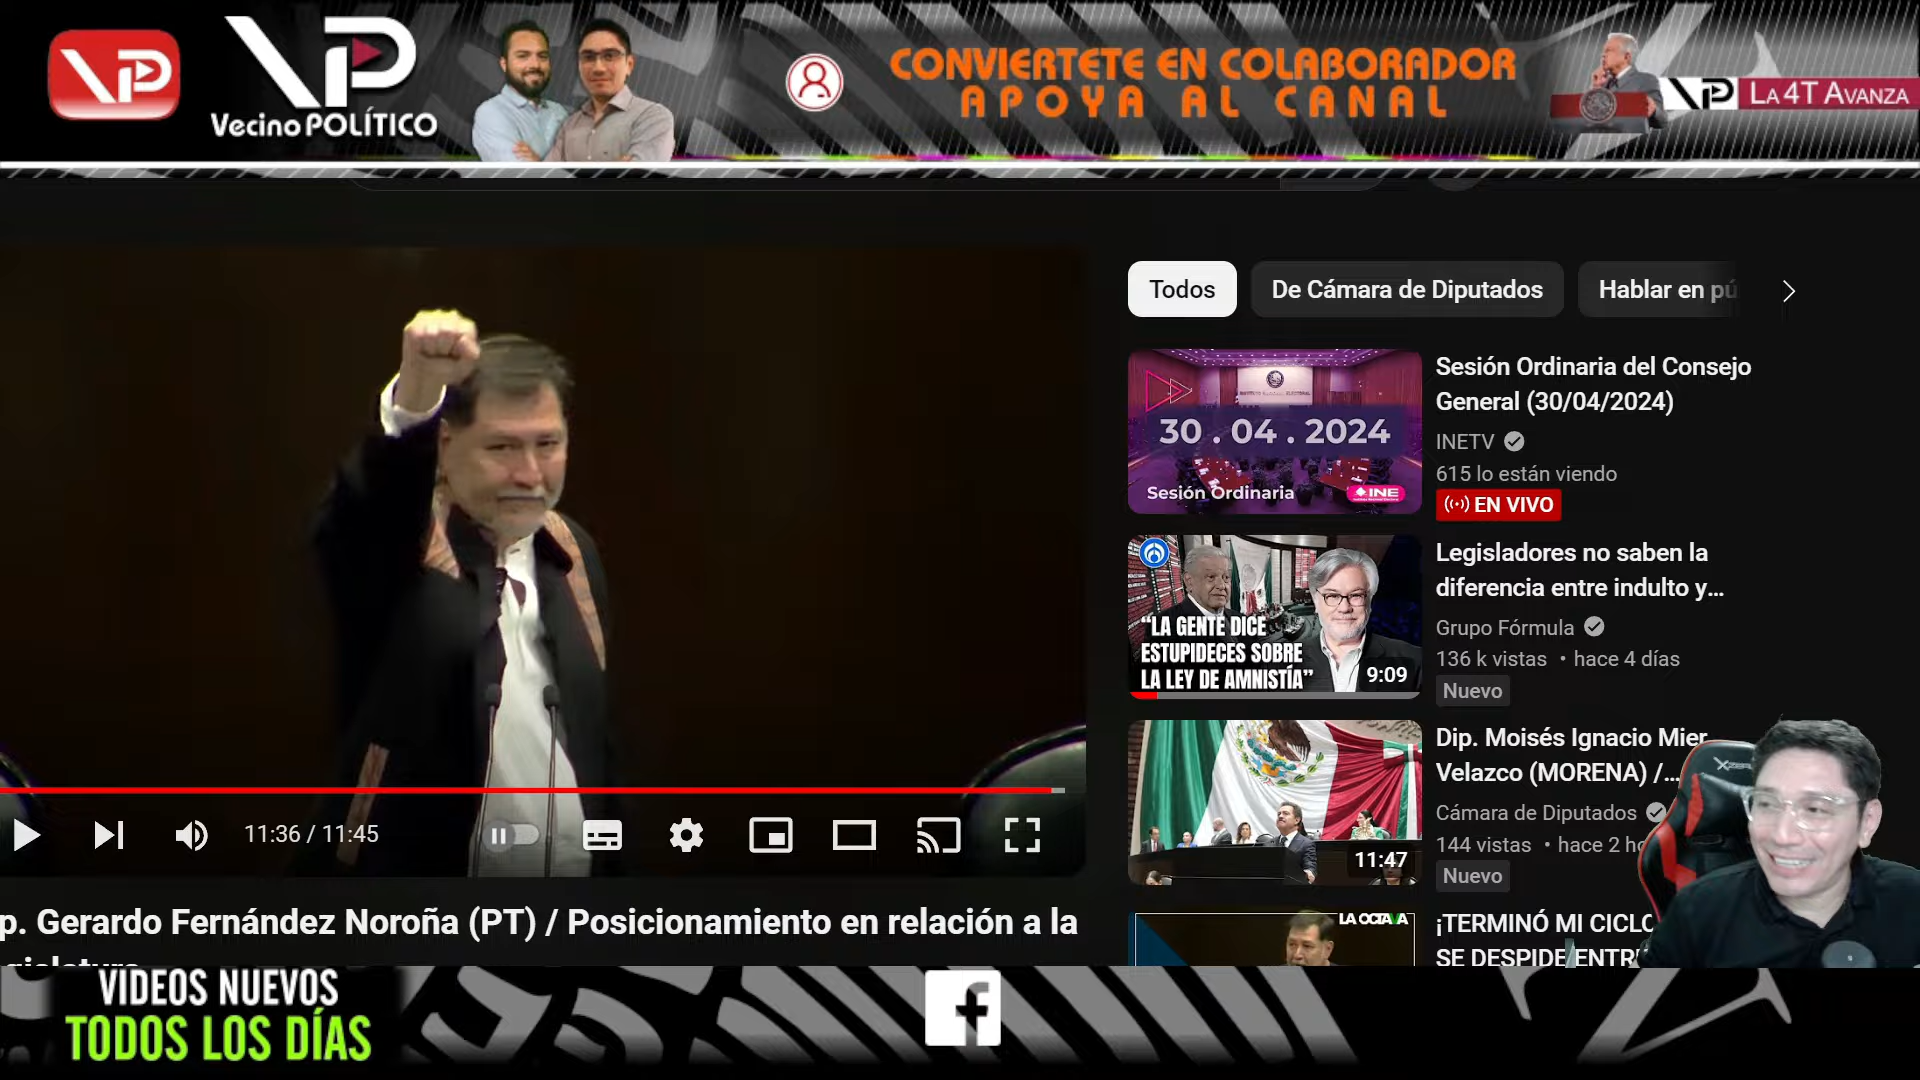 VP
VP
Vecino POLÍTICO
CONVIERTETE EN COLABORADOR
APOYA AL CANAL
VP LA 4T AVANZA
Todos
De Cámara de Diputados
Hablar en pú
30 . 04 . 2024
Sesión Ordinaria
INE
Sesión Ordinaria del Consejo
General (30/04/2024)
INETV
615 lo están viendo
EN VIVO
“LA GENTE DICE
ESTUPIDECES SOBRE
LA LEY DE AMNISTÍA”
9:09
Legisladores no saben la
diferencia entre indulto y...
Grupo Fórmula
136 k vistas • hace 4 días
Nuevo
11:47
Dip. Moisés Ignacio Mier
Velazco (MORENA) /...
Cámara de Diputados
144 vistas • hace 2 ho
Nuevo
LA OCTAVA
¡TERMINÓ MI CICLO
SE DESPIDE ENTR
11:36 / 11:45
p. Gerardo Fernández Noroña (PT) / Posicionamiento en relación a la
VIDEOS NUEVOS
TODOS LOS DÍAS
f